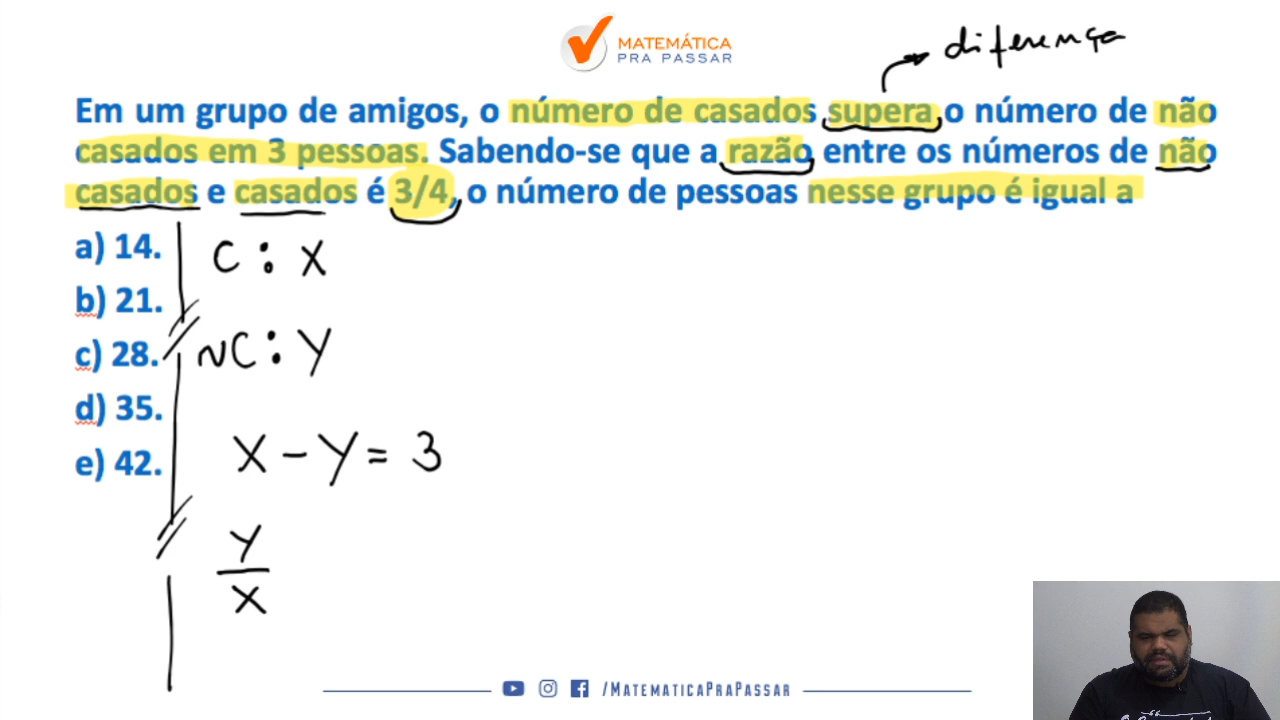 MATEMÁTICA
PRA PASSAR
diferença
Em um grupo de amigos, o número de casados supera o número de não
casados em 3 pessoas. Sabendo-se que a razão entre os números de não
casados e casados é 3/4, o número de pessoas nesse grupo é igual a
a) 14.
b) 21.
c) 28.
d) 35.
e) 42.
C : X
NC : Y
X - Y = 3
Y
X
/MATEMATICAPRAPASSAR